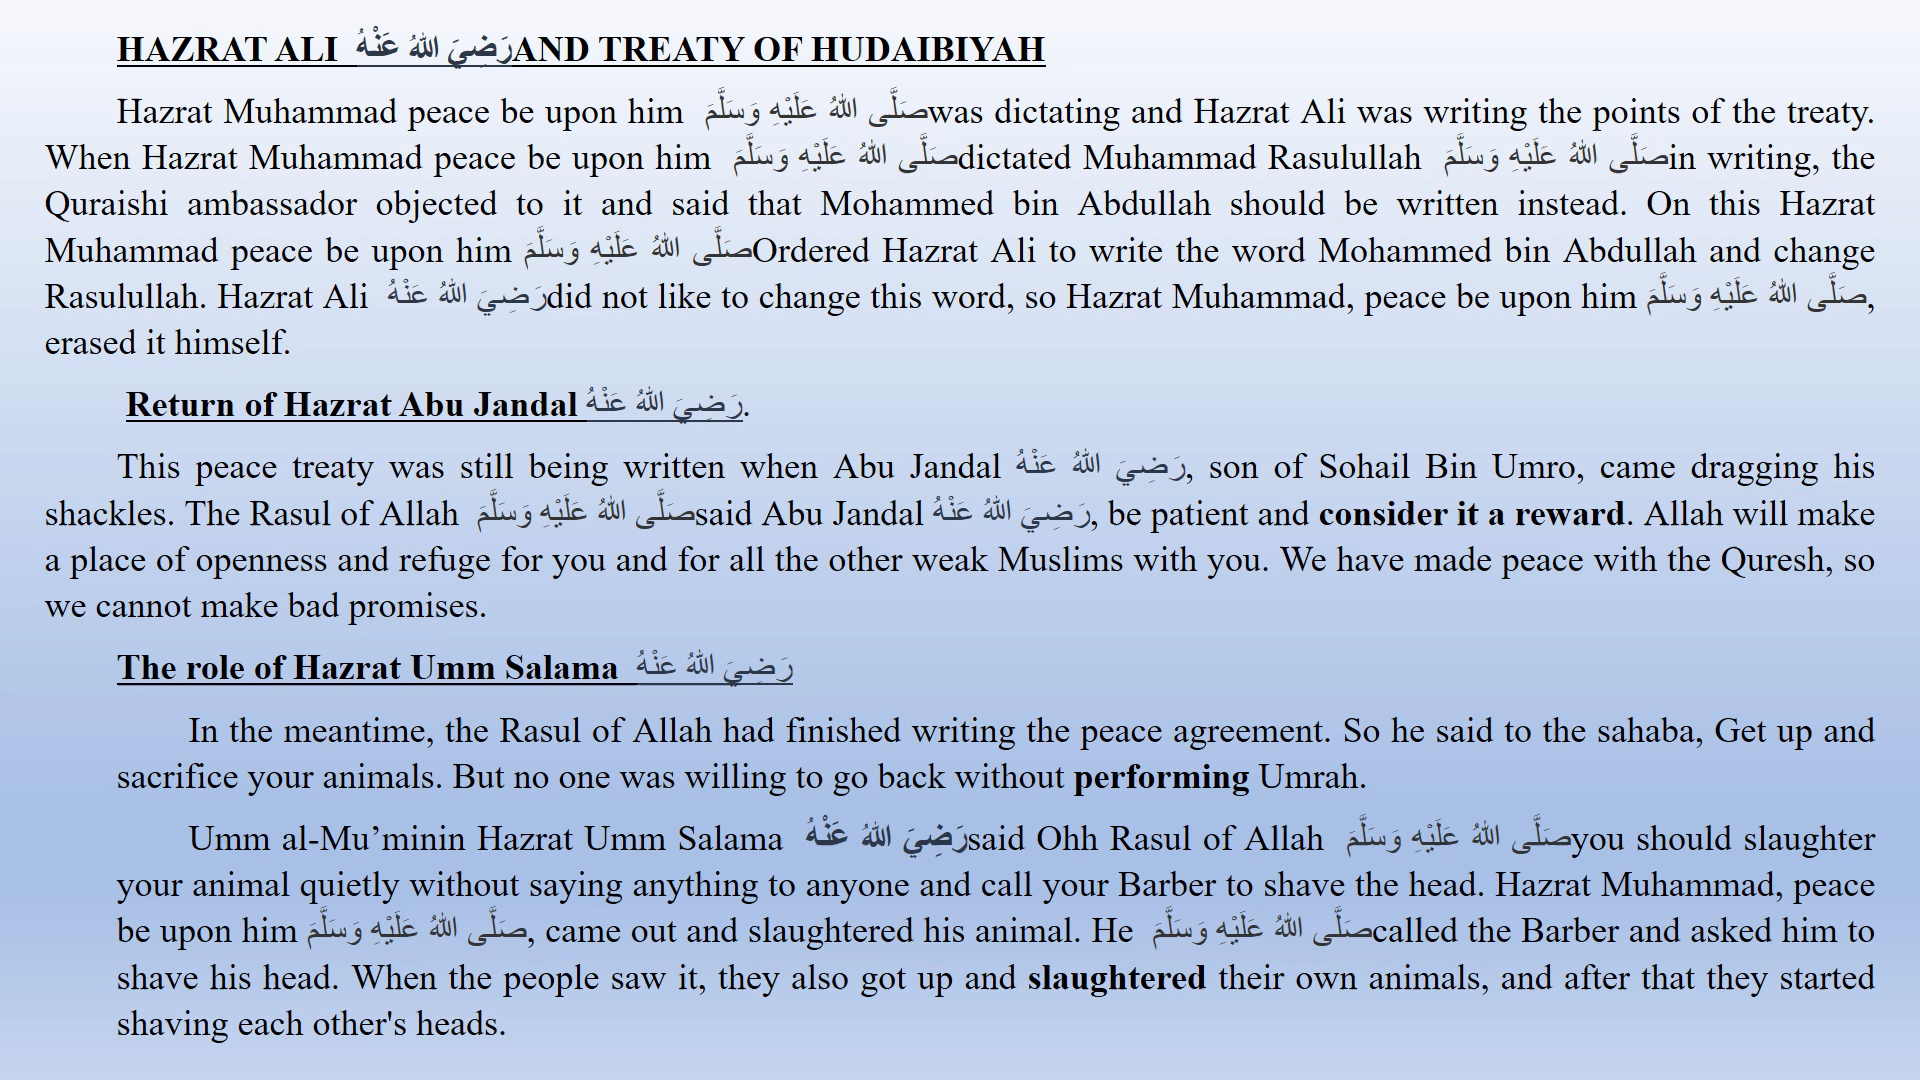 HAZRAT ALI رَضِيَ اللهُ عَنْهُ AND TREATY OF HUDAIBIYAH
Hazrat Muhammad peace be upon him صَلَّى اللهُ عَلَيْهِ وَسَلَّمَ was dictating and Hazrat Ali was writing the points of the treaty.
When Hazrat Muhammad peace be upon him صَلَّى اللهُ عَلَيْهِ وَسَلَّمَ dictated Muhammad Rasulullah صَلَّى اللهُ عَلَيْهِ وَسَلَّمَ in writing, the
Quraishi ambassador objected to it and said that Mohammed bin Abdullah should be written instead. On this Hazrat
Muhammad peace be upon him صَلَّى اللهُ عَلَيْهِ وَسَلَّمَ Ordered Hazrat Ali to write the word Mohammed bin Abdullah and change
Rasulullah. Hazrat Ali رَضِيَ اللهُ عَنْهُ did not like to change this word, so Hazrat Muhammad, peace be upon him صَلَّى اللهُ عَلَيْهِ وَسَلَّمَ,
erased it himself.
Return of Hazrat Abu Jandal رَضِيَ اللهُ عَنْهُ.
This peace treaty was still being written when Abu Jandal رَضِيَ اللهُ عَنْهُ, son of Sohail Bin Umro, came dragging his
shackles. The Rasul of Allah صَلَّى اللهُ عَلَيْهِ وَسَلَّمَ said Abu Jandal رَضِيَ اللهُ عَنْهُ, be patient and consider it a reward. Allah will make
a place of openness and refuge for you and for all the other weak Muslims with you. We have made peace with the Quresh, so
we cannot make bad promises.
The role of Hazrat Umm Salama رَضِيَ اللهُ عَنْهُ
In the meantime, the Rasul of Allah had finished writing the peace agreement. So he said to the sahaba, Get up and
sacrifice your animals. But no one was willing to go back without performing Umrah.
Umm al-Mu’minin Hazrat Umm Salama رَضِيَ اللهُ عَنْهُ said Ohh Rasul of Allah صَلَّى اللهُ عَلَيْهِ وَسَلَّمَ you should slaughter
your animal quietly without saying anything to anyone and call your Barber to shave the head. Hazrat Muhammad, peace
be upon him صَلَّى اللهُ عَلَيْهِ وَسَلَّمَ, came out and slaughtered his animal. He صَلَّى اللهُ عَلَيْهِ وَسَلَّمَ called the Barber and asked him to
shave his head. When the people saw it, they also got up and slaughtered their own animals, and after that they started
shaving each other's heads.